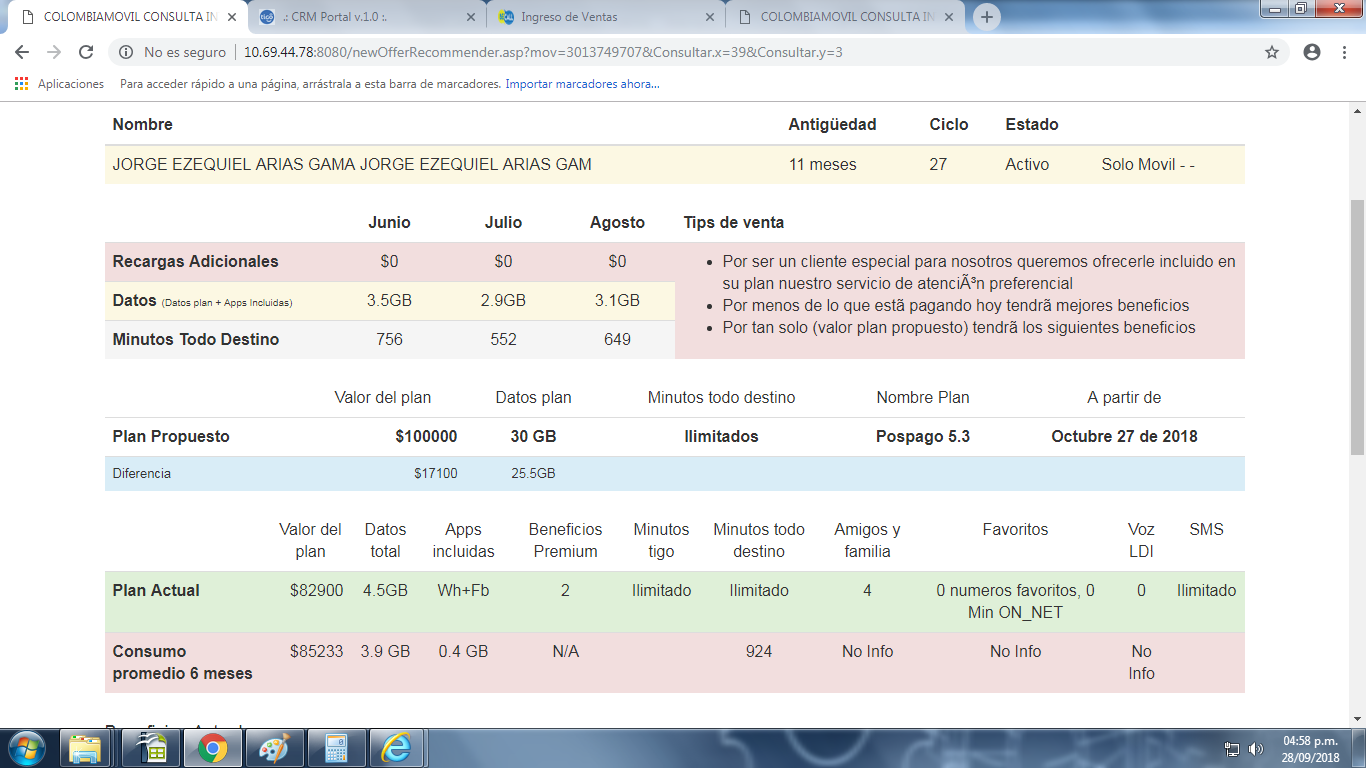 COLOMBIAMOVIL CONSULTA IN
tigo .: CRM Portal v.1.0 :.
Ingreso de Ventas
COLOMBIAMOVIL CONSULTA IN
No es seguro 10.69.44.78:8080/newOfferRecommender.asp?mov=3013749707&Consultar.x=39&Consultar.y=3
Aplicaciones Para acceder rápido a una página, arrástrala a esta barra de marcadores. Importar marcadores ahora...
Nombre Antigüedad Ciclo Estado
JORGE EZEQUIEL ARIAS GAMA JORGE EZEQUIEL ARIAS GAM 11 meses 27 Activo Solo Movil - -
Junio Julio Agosto Tips de venta
Recargas Adicionales $0 $0 $0
Datos (Datos plan + Apps Incluidas) 3.5GB 2.9GB 3.1GB
Minutos Todo Destino 756 552 649
• Por ser un cliente especial para nosotros queremos ofrecerle incluido en
su plan nuestro servicio de atenciÃ³n preferencial
• Por menos de lo que estã pagando hoy tendrã mejores beneficios
• Por tan solo (valor plan propuesto) tendrã los siguientes beneficios
Valor del plan Datos plan Minutos todo destino Nombre Plan A partir de
Plan Propuesto $100000 30 GB Ilimitados Pospago 5.3 Octubre 27 de 2018
Diferencia $17100 25.5GB
Valor del Datos Apps Beneficios Minutos Minutos todo Amigos y Favoritos Voz SMS
plan total incluidas Premium tigo destino familia LDI
Plan Actual $82900 4.5GB Wh+Fb 2 Ilimitado Ilimitado 4 0 numeros favoritos, 0 0 Ilimitado
Min ON_NET
Consumo $85233 3.9 GB 0.4 GB N/A 924 No Info No Info No
promedio 6 meses Info
04:58 p.m.
28/09/2018